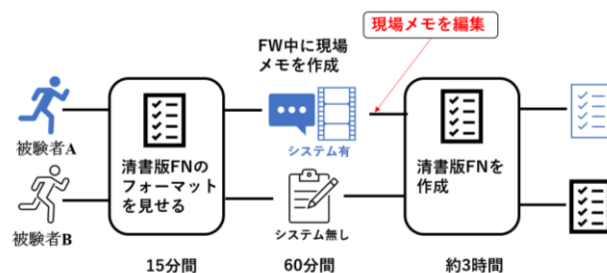 現場メモを編集
FW中に現場
メモを作成
被験者A
清書版FNの
フォーマット
を見せる
システム有
清書版FNを
作成
被験者B
システム無し
15分間
60分間
約3時間